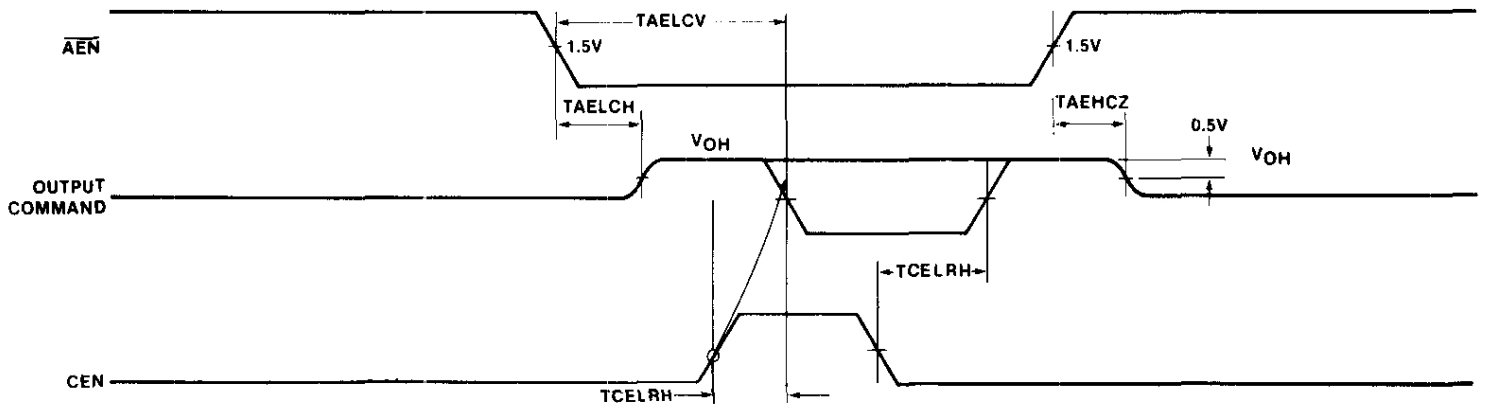 TAELCV
AEN
1.5V
1.5V
TAELCH
TAEHCZ
0.5V
VOH
VOH
OUTPUT
COMMAND
TCELRH
CEN
TCELRH